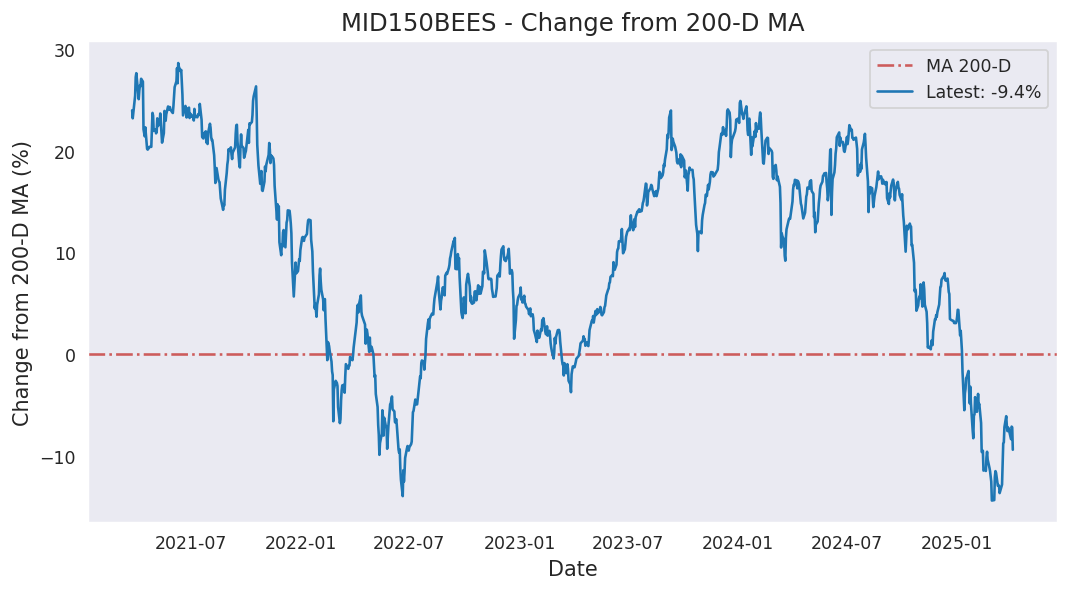 MID150BEES - Change from 200-D MA
MA 200-D
Latest: -9.4%
Change from 200-D MA (%)
30
20
10
0
−10
2021-07 2022-01 2022-07 2023-01 2023-07 2024-01 2024-07 2025-01
Date